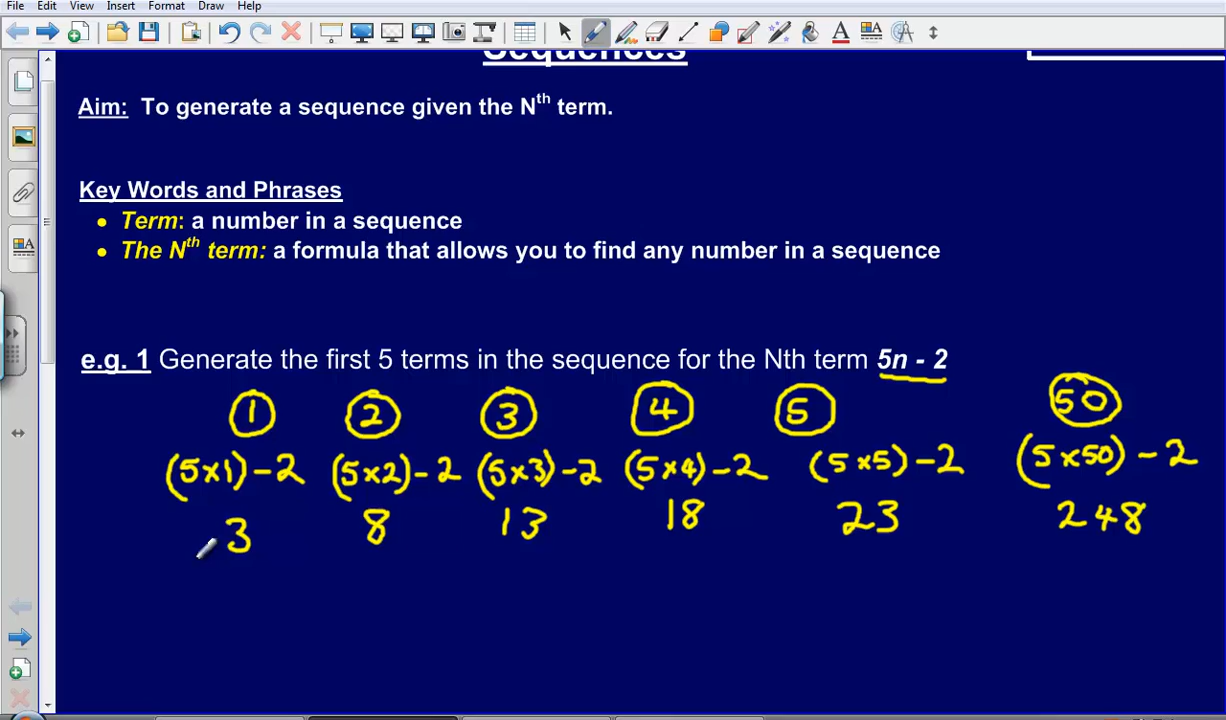 File Edit View Insert Format Draw Help
Sequences
Aim: To generate a sequence given the Nth term.
Key Words and Phrases
• Term: a number in a sequence
• The Nth term: a formula that allows you to find any number in a sequence
e.g. 1 Generate the first 5 terms in the sequence for the Nth term 5n - 2
1 2 3 4 5 50
(5×1)-2 (5×2)-2 (5×3)-2 (5×4)-2 (5×5)-2 (5×50)-2
3 8 13 18 23 248